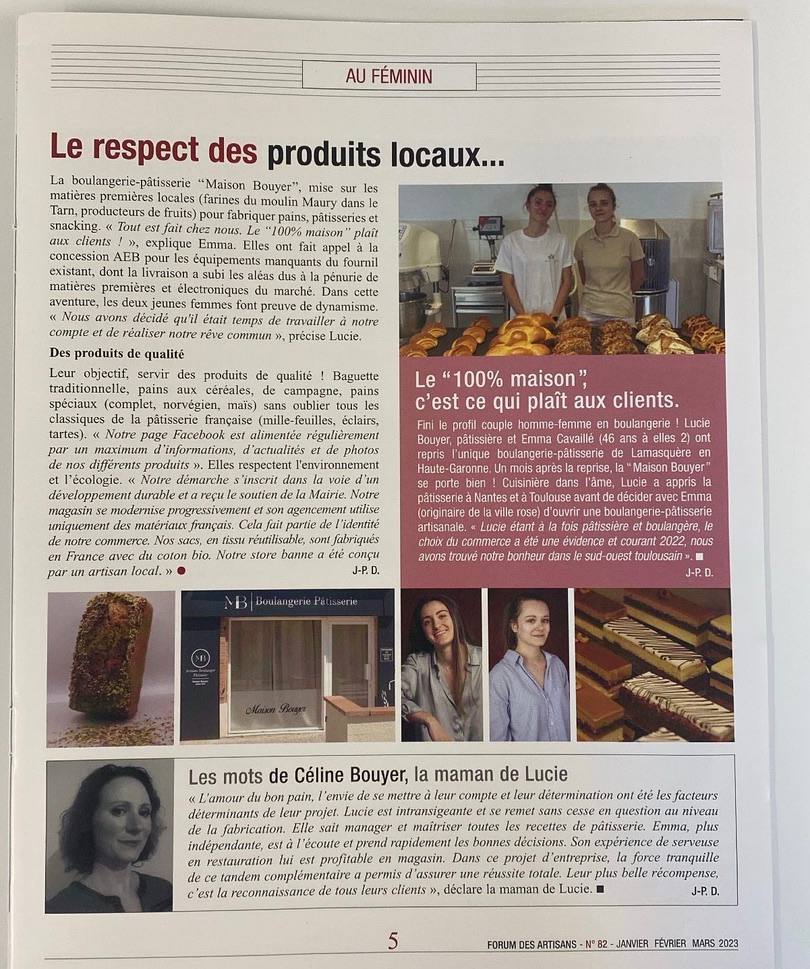 AU FÉMININ
Le respect des produits locaux...
La boulangerie-pâtisserie “Maison Bouyer”, mise sur les
matières premières locales (farines du moulin Maury dans le
Tarn, producteurs de fruits) pour fabriquer pains, pâtisseries et
snacking. « Tout est fait chez nous. Le “100% maison” plaît
aux clients ! », explique Emma. Elles ont fait appel à la
concession AEB pour les équipements manquants du fournil
existant, dont la livraison a subi les aléas dus à la pénurie de
matières premières et électroniques du marché. Dans cette
aventure, les deux jeunes femmes font preuve de dynamisme.
« Nous avons décidé qu'il était temps de travailler à notre
compte et de réaliser notre rêve commun », précise Lucie.
Des produits de qualité
Leur objectif, servir des produits de qualité ! Baguette
traditionnelle, pains aux céréales, de campagne, pains
spéciaux (complet, norvégien, maïs) sans oublier tous les
classiques de la pâtisserie française (mille-feuilles, éclairs,
tartes). « Notre page Facebook est alimentée régulièrement
par un maximum d'informations, d'actualités et de photos
de nos différents produits ». Elles respectent l'environnement
et l'écologie. « Notre démarche s'inscrit dans la voie d'un
développement durable et a reçu le soutien de la Mairie. Notre
magasin se modernise progressivement et son agencement utilise
uniquement des matériaux français. Cela fait partie de l'identité
de notre commerce. Nos sacs, en tissu réutilisable, sont fabriqués
en France avec du coton bio. Notre store banne a été conçu
par un artisan local. » ● J-P. D.
Le “100% maison”,
c'est ce qui plaît aux clients.
Fini le profil couple homme-femme en boulangerie ! Lucie
Bouyer, pâtissière et Emma Cavaillé (46 ans à elles 2) ont
repris l'unique boulangerie-pâtisserie de Lamasquère en
Haute-Garonne. Un mois après la reprise, la “Maison Bouyer”
se porte bien ! Cuisinière dans l'âme, Lucie a appris la
pâtisserie à Nantes et à Toulouse avant de décider avec Emma
(originaire de la ville rose) d'ouvrir une boulangerie-pâtisserie
artisanale. « Lucie étant à la fois pâtissière et boulangère, le
choix du commerce a été une évidence et courant 2022, nous
avons trouvé notre bonheur dans le sud-ouest toulousain ». ■
J-P. D.
MB | Boulangerie Pâtisserie
MB
Maison Bouyer
Les mots de Céline Bouyer, la maman de Lucie
« L'amour du bon pain, l'envie de se mettre à leur compte et leur détermination ont été les facteurs
déterminants de leur projet. Lucie est intransigeante et se remet sans cesse en question au niveau
de la fabrication. Elle sait manager et maîtriser toutes les recettes de pâtisserie. Emma, plus
indépendante, est à l'écoute et prend rapidement les bonnes décisions. Son expérience de serveuse
en restauration lui est profitable en magasin. Dans ce projet d'entreprise, la force tranquille
de ce tandem complémentaire a permis d'assurer une réussite totale. Leur plus belle récompense,
c'est la reconnaissance de tous leurs clients », déclare la maman de Lucie. ■ J-P. D.
5
FORUM DES ARTISANS - N° 82 - JANVIER FÉVRIER MARS 2023